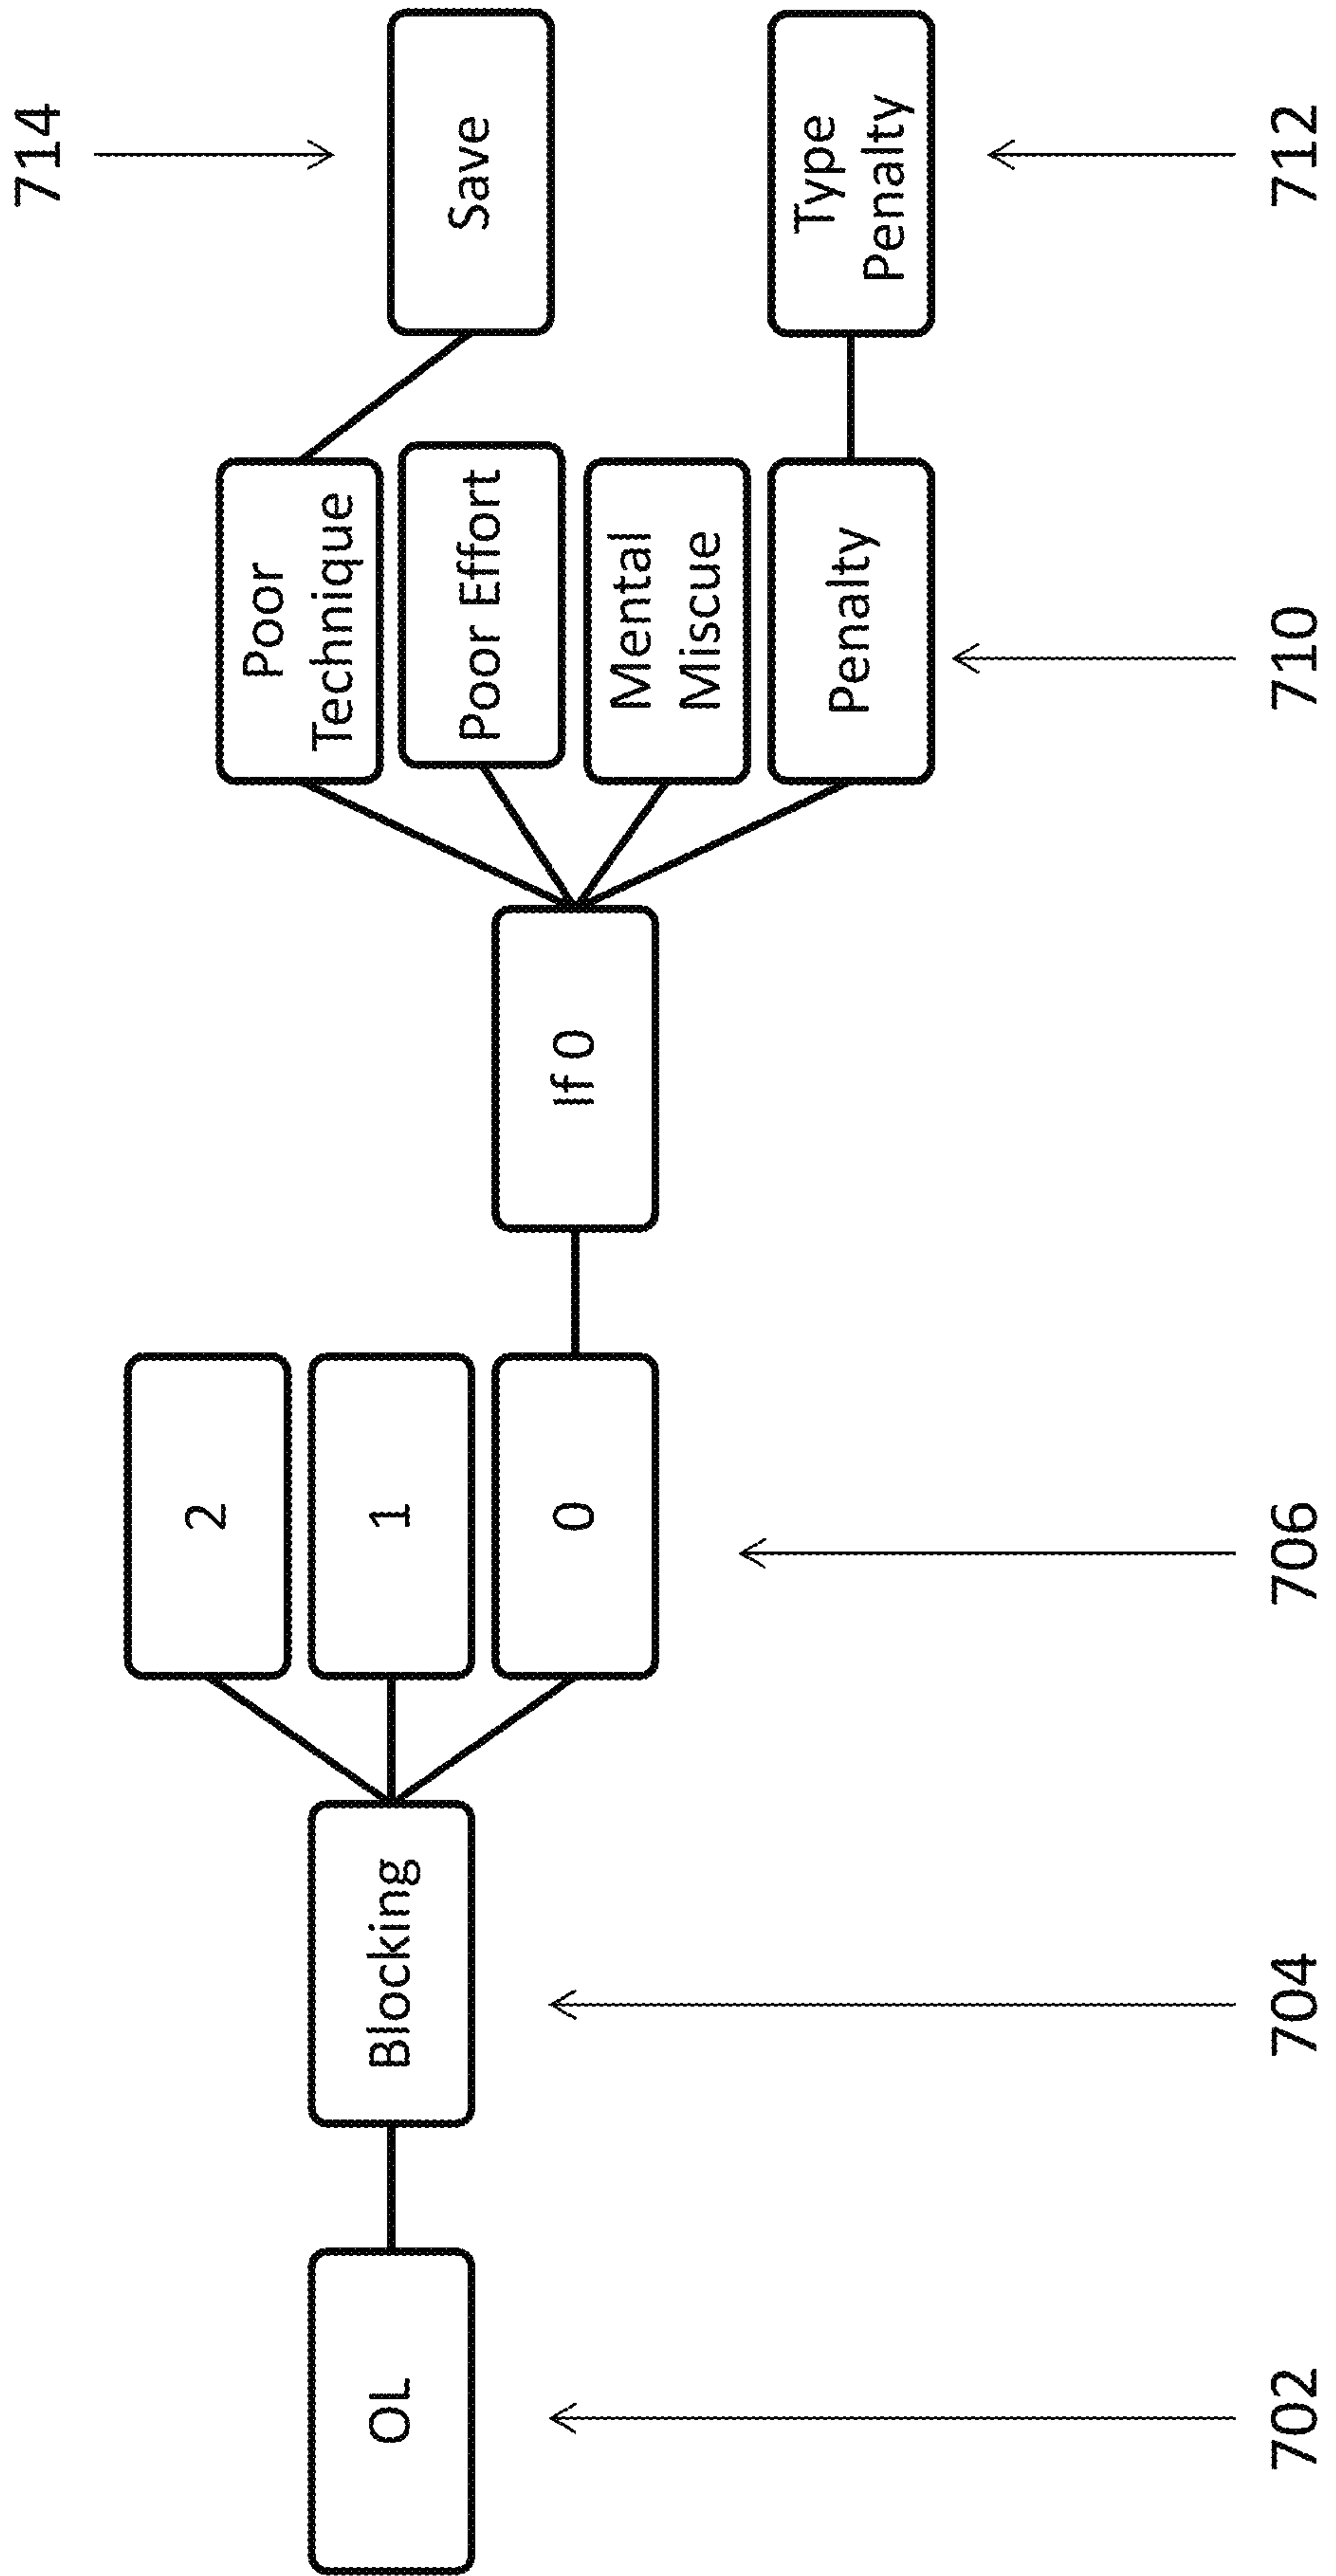 714
2
Poor
Technique
Save
OL
Blocking
1
Poor Effort
0
If 0
Mental
Miscue
Penalty
Type
Penalty
702
704
706
710
712